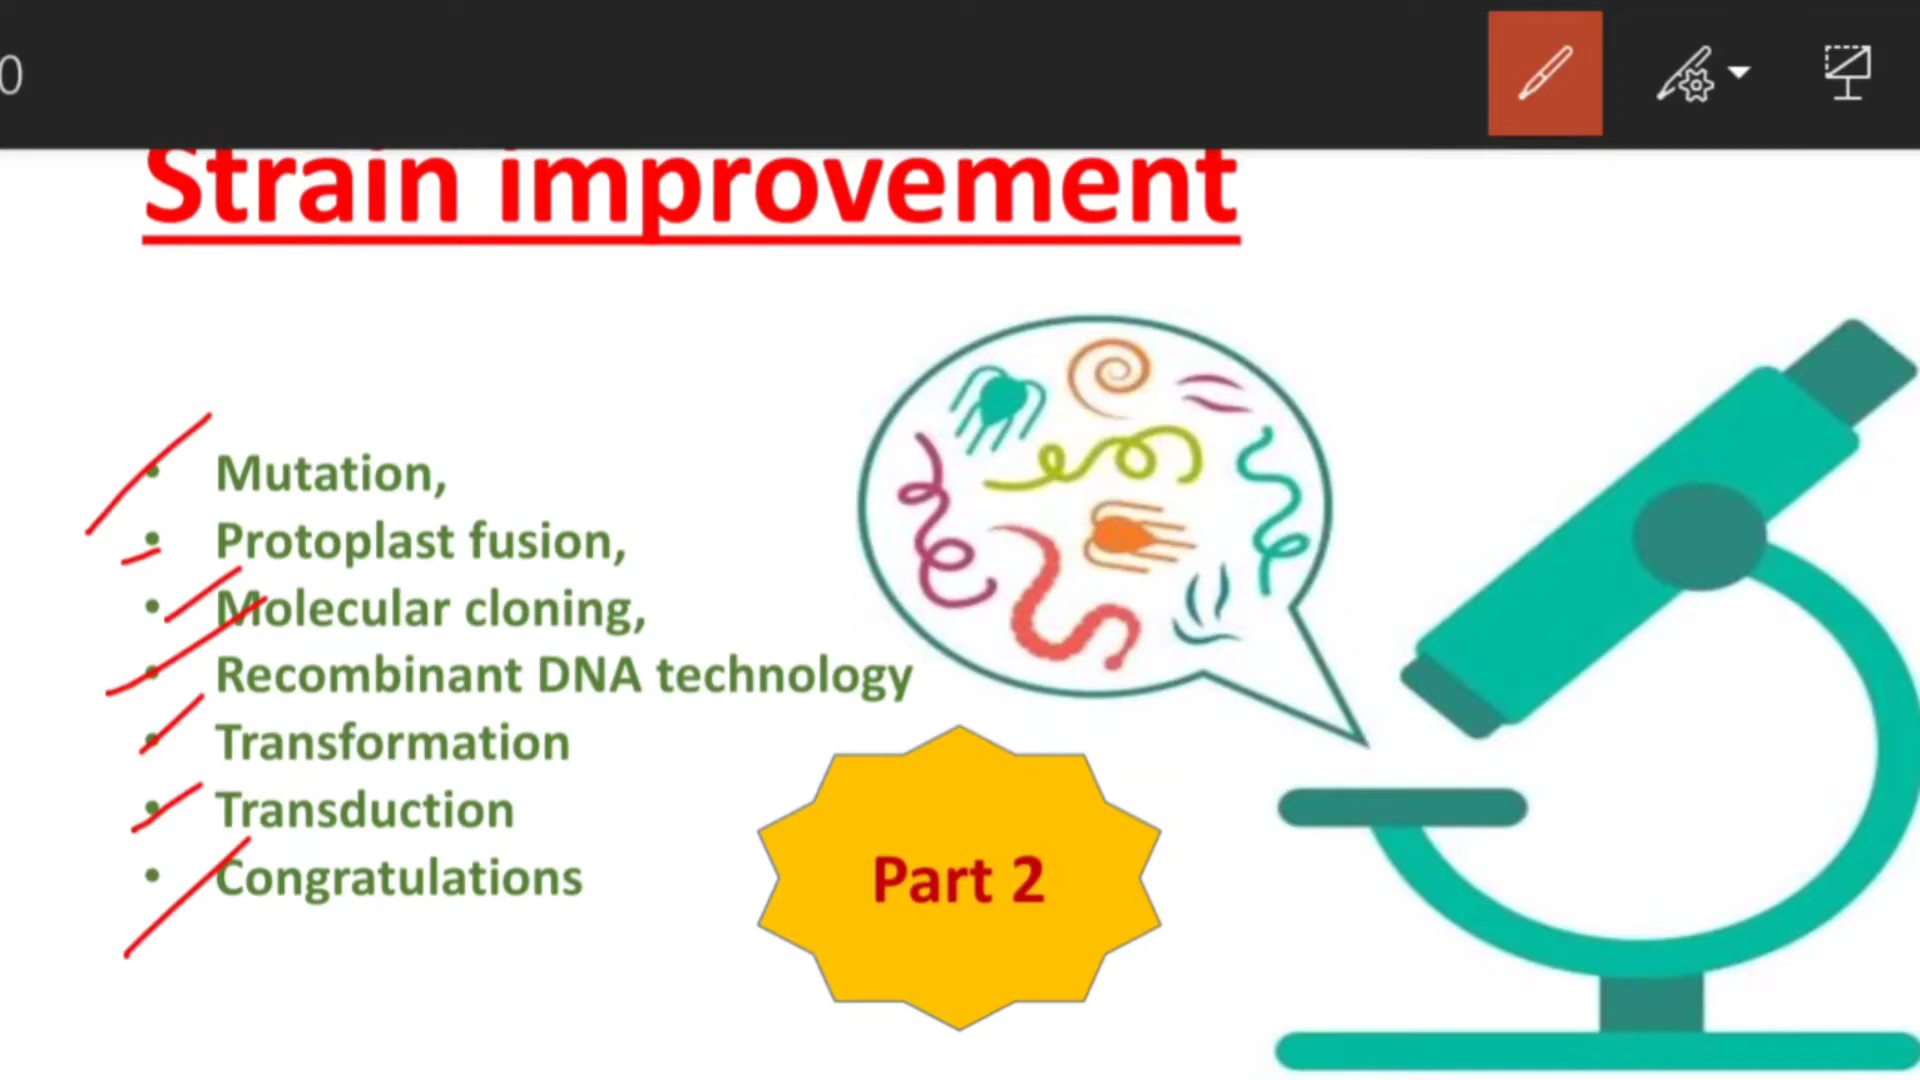 0
Strain improvement
• Mutation,
• Protoplast fusion,
• Molecular cloning,
• Recombinant DNA technology
• Transformation
• Transduction
• Congratulations
Part 2